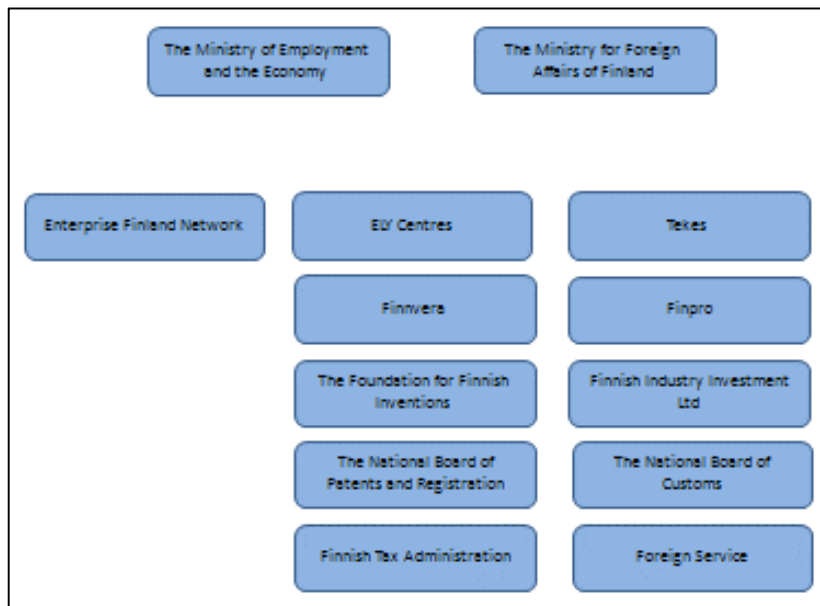 The Ministry of Employment
and the Economy
The Ministry for Foreign
Affairs of Finland
Enterprise Finland Network
ELY Centres
Tekes
Finnvera
Finpro
The Foundation for Finnish
Inventions
Finnish Industry Investment
Ltd
The National Board of
Patents and Registration
The National Board of
Customs
Finnish Tax Administration
Foreign Service